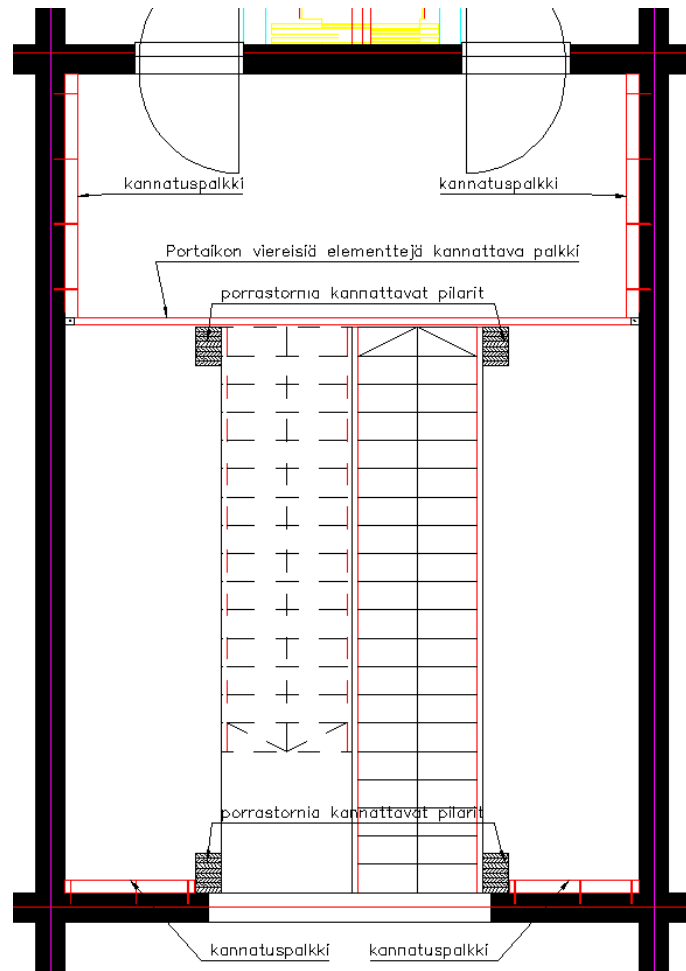 kannatuspalkki
kannatuspalkki
Portaikon viereisiä elementtejä kannattava palkki
porrastornia kannattavat pilarit
porrastornia kannattavat pilarit
kannatuspalkki
kannatuspalkki